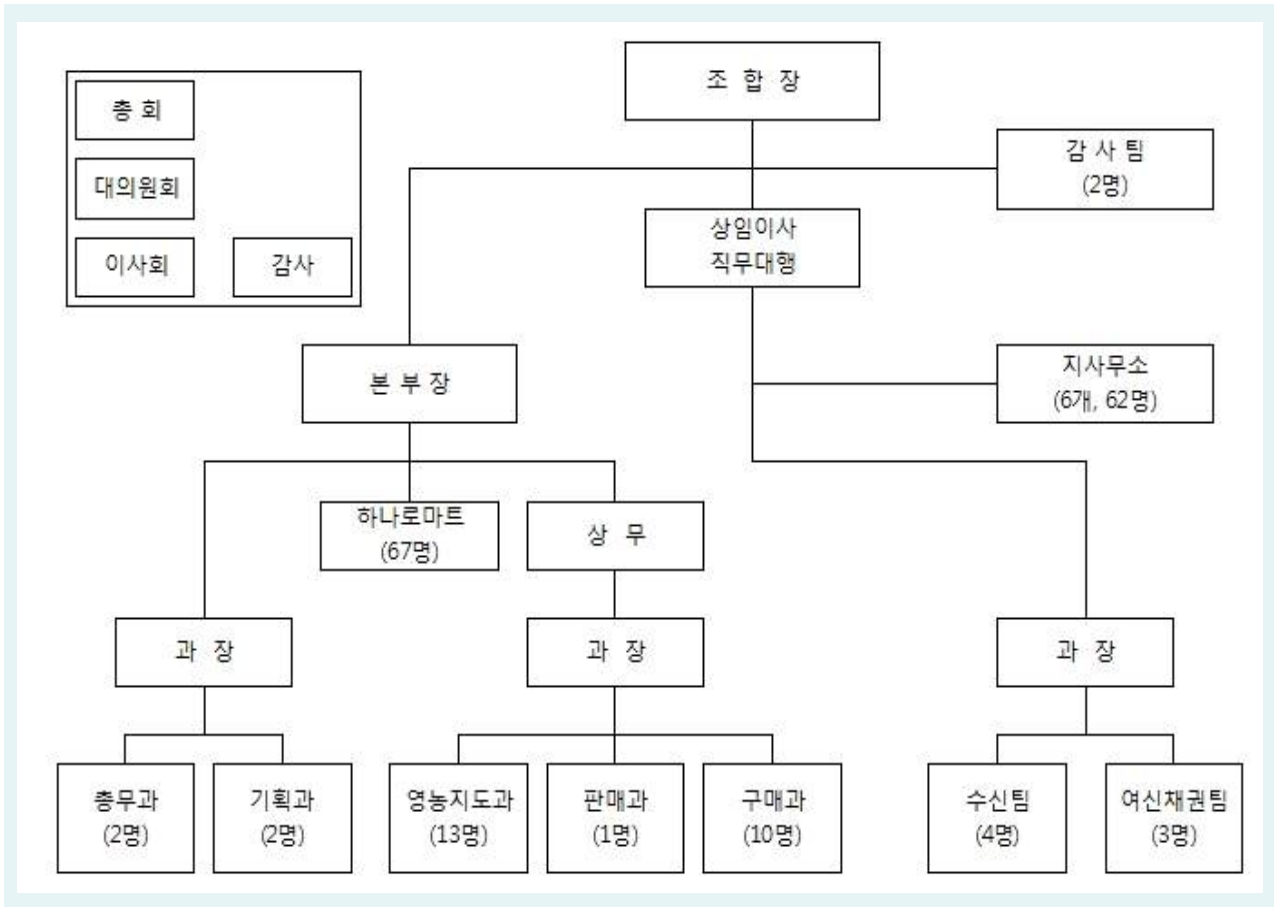 조 합 장
총 회
대의원회
이사회
감사
감 사 팀
(2명)
상임이사
직무대행
본 부 장
지사무소
(6개, 62명)
하나로마트
(67명)
상 무
과 장
과 장
과 장
총무과
(2명)
기획과
(2명)
영농지도과
(13명)
판매과
(1명)
구매과
(10명)
수신팀
(4명)
여신채권팀
(3명)